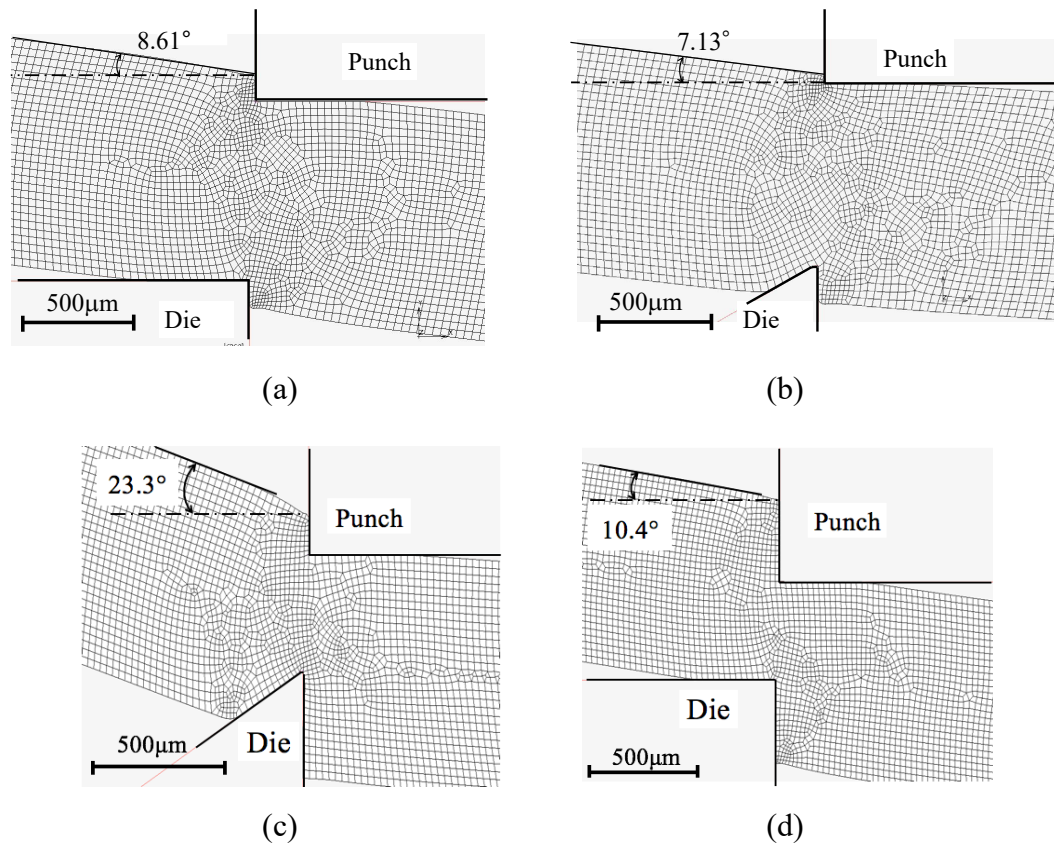 8.61°
Punch
500μm
Die
(a)
7.13°
Punch
500μm
Die
(b)
23.3°
Punch
500μm
Die
(c)
10.4°
Punch
Die
500μm
(d)